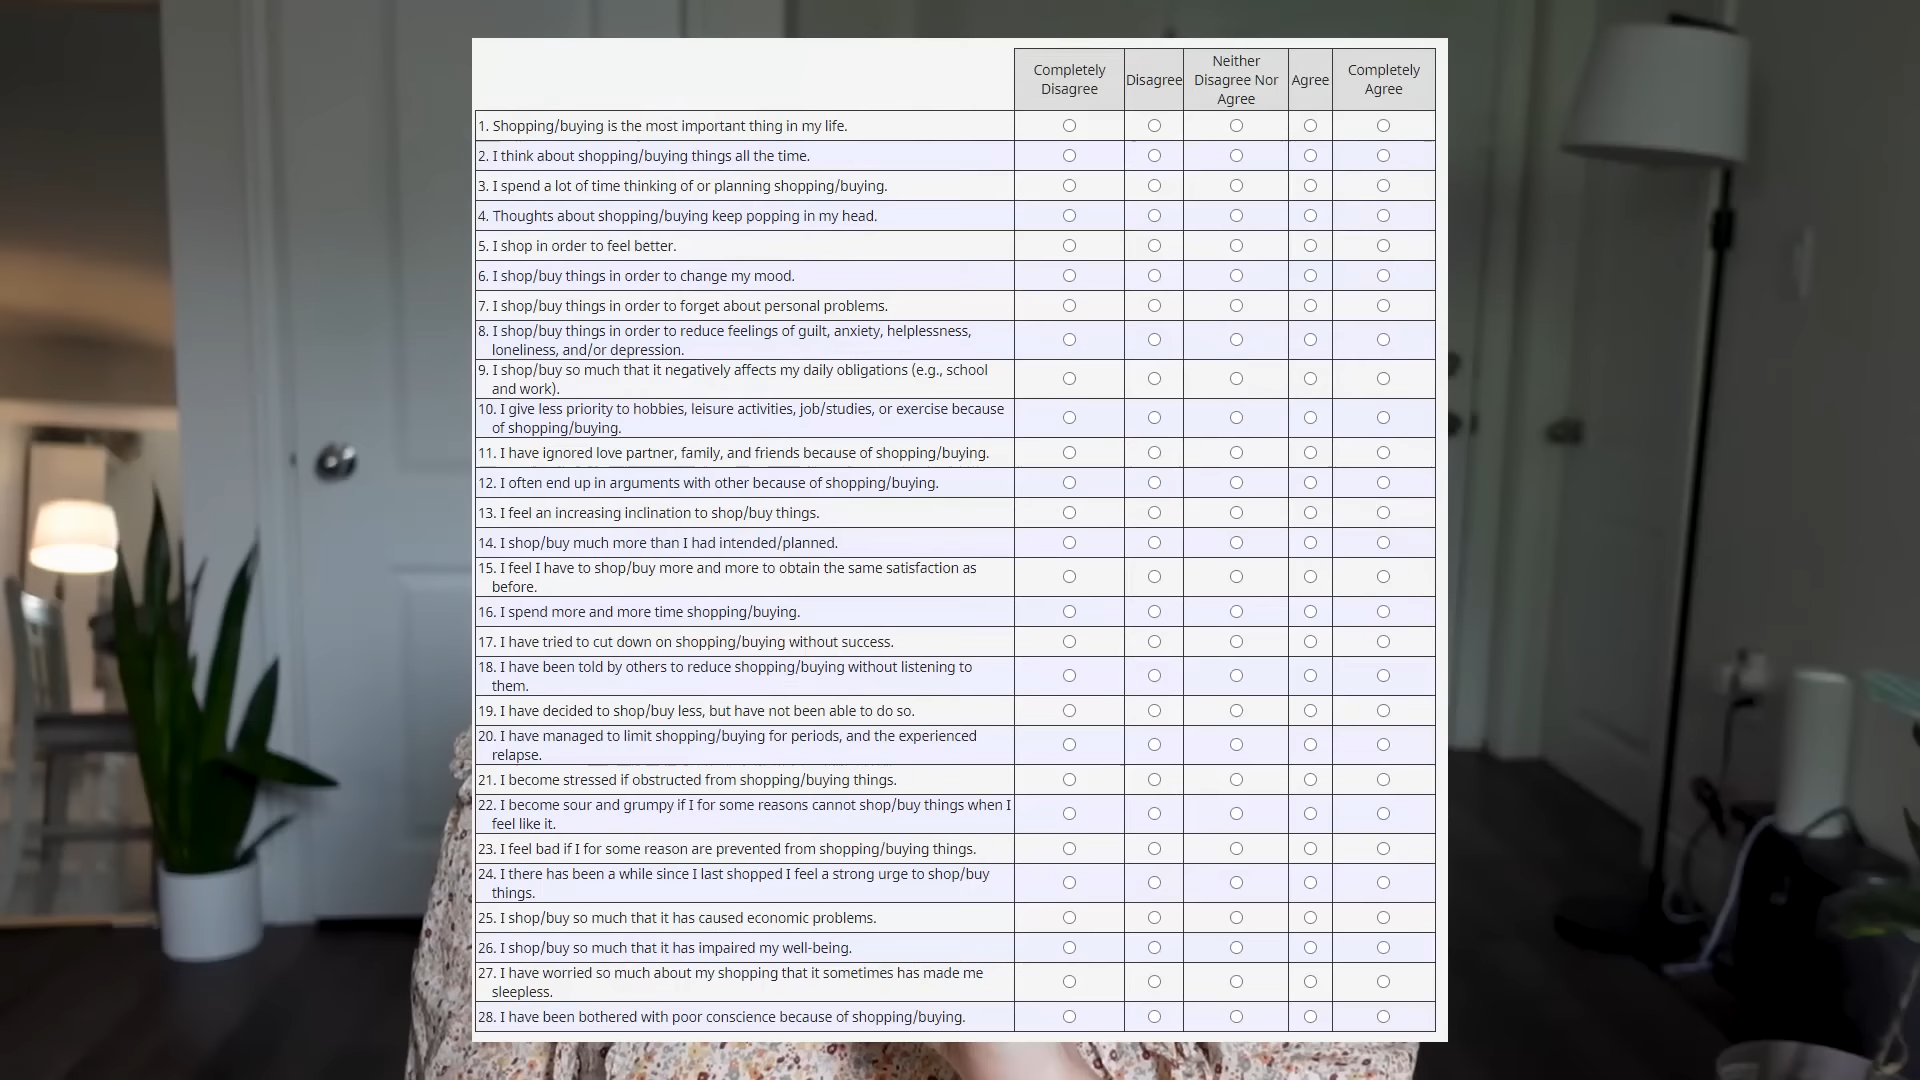 Completely
Disagree
Disagree
Neither
Disagree Nor
Agree
Agree
Completely
Agree
1. Shopping/buying is the most important thing in my life.
2. I think about shopping/buying things all the time.
3. I spend a lot of time thinking of or planning shopping/buying.
4. Thoughts about shopping/buying keep popping in my head.
5. I shop in order to feel better.
6. I shop/buy things in order to change my mood.
7. I shop/buy things in order to forget about personal problems.
8. I shop/buy things in order to reduce feelings of guilt, anxiety, helplessness,
loneliness, and/or depression.
9. I shop/buy so much that it negatively affects my daily obligations (e.g., school
and work).
10. I give less priority to hobbies, leisure activities, job/studies, or exercise because
of shopping/buying.
11. I have ignored love partner, family, and friends because of shopping/buying.
12. I often end up in arguments with other because of shopping/buying.
13. I feel an increasing inclination to shop/buy things.
14. I shop/buy much more than I had intended/planned.
15. I feel I have to shop/buy more and more to obtain the same satisfaction as
before.
16. I spend more and more time shopping/buying.
17. I have tried to cut down on shopping/buying without success.
18. I have been told by others to reduce shopping/buying without listening to
them.
19. I have decided to shop/buy less, but have not been able to do so.
20. I have managed to limit shopping/buying for periods, and the experienced
relapse.
21. I become stressed if obstructed from shopping/buying things.
22. I become sour and grumpy if I for some reasons cannot shop/buy things when I
feel like it.
23. I feel bad if I for some reason are prevented from shopping/buying things.
24. I there has been a while since I last shopped I feel a strong urge to shop/buy
things.
25. I shop/buy so much that it has caused economic problems.
26. I shop/buy so much that it has impaired my well-being.
27. I have worried so much about my shopping that it sometimes has made me
sleepless.
28. I have been bothered with poor conscience because of shopping/buying.